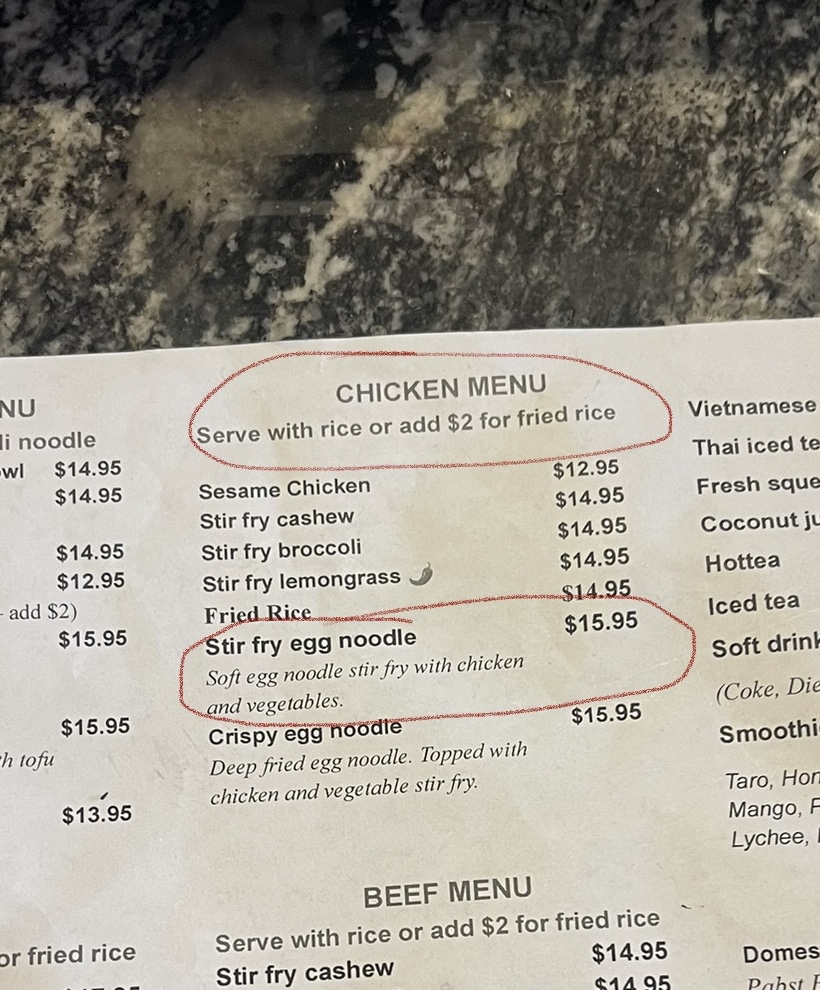 NU
li noodle
wl $14.95
$14.95
$14.95
$12.95
add $2)
$15.95
$15.95
h tofu
$13.95
or fried rice
CHICKEN MENU
Serve with rice or add $2 for fried rice
Sesame Chicken $12.95
Stir fry cashew $14.95
Stir fry broccoli $14.95
Stir fry lemongrass $14.95
Fried Rice $14.95
Stir fry egg noodle $15.95
Soft egg noodle stir fry with chicken
and vegetables.
Crispy egg noodle $15.95
Deep fried egg noodle. Topped with
chicken and vegetable stir fry.
BEEF MENU
Serve with rice or add $2 for fried rice
Stir fry cashew $14.95
$14.95
Vietnamese
Thai iced te
Fresh sque
Coconut ju
Hottea
Iced tea
Soft drink
(Coke, Die
Smoothi
Taro, Hon
Mango, P
Lychee,
Domes
Pabst